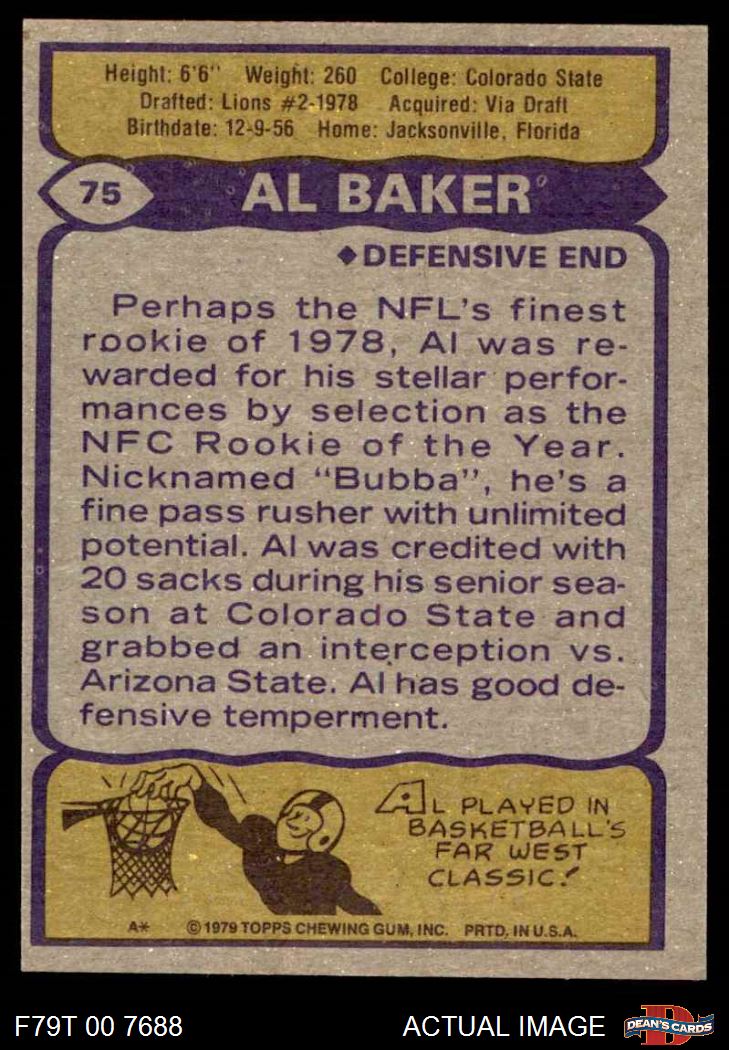 Height: 6'6'' Weight: 260 College: Colorado State
Drafted: Lions #2-1978 Acquired: Via Draft
Birthdate: 12-9-56 Home: Jacksonville, Florida
75 AL BAKER
◆DEFENSIVE END
Perhaps the NFL's finest
rookie of 1978, Al was re-
warded for his stellar perfor-
mances by selection as the
NFC Rookie of the Year.
Nicknamed "Bubba", he's a
fine pass rusher with unlimited
potential. Al was credited with
20 sacks during his senior sea-
son at Colorado State and
grabbed an interception vs.
Arizona State. Al has good de-
fensive temperment.
AL PLAYED IN
BASKETBALL'S
FAR WEST
CLASSIC!
A* © 1979 TOPPS CHEWING GUM, INC. PRTD. IN U.S.A.
F79T 00 7688 ACTUAL IMAGE D DEAN'S CARDS